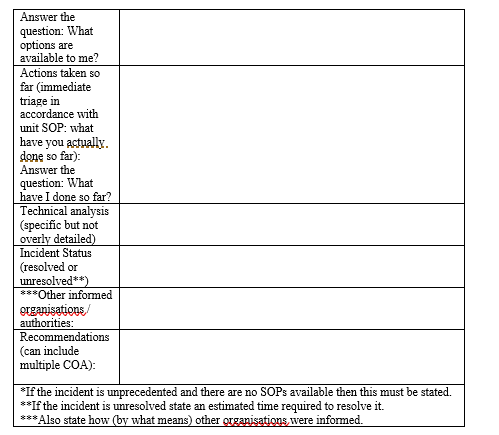 Answer the
question: What
options are
available to me?
Actions taken so
far (immediate
triage in
accordance with
unit SOP: what
have you actually
done so far):
Answer the
question: What
have I done so far?
Technical analysis
(specific but not
overly detailed)
Incident Status
(resolved or
unresolved**)
***Other informed
organisations /
authorities:
Recommendations
(can include
multiple COA):
*If the incident is unprecedented and there are no SOPs available then this must be stated.
**If the incident is unresolved state an estimated time required to resolve it.
***Also state how (by what means) other organisations were informed.